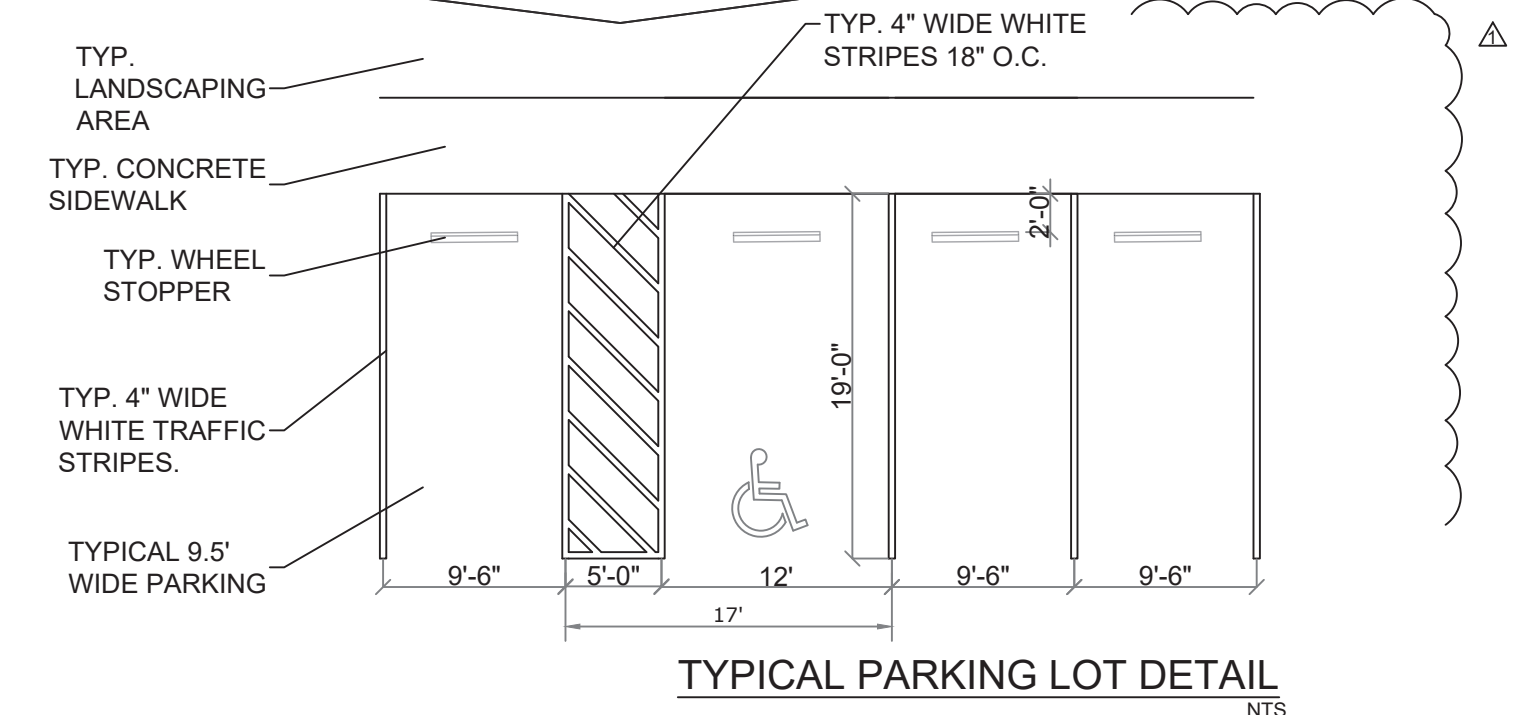 TYP. 4" WIDE WHITE
STRIPES 18" O.C.
1
TYP.
LANDSCAPING
AREA
TYP. CONCRETE
SIDEWALK
2'-0"
TYP. WHEEL
STOPPER
19'-0"
TYP. 4" WIDE
WHITE TRAFFIC
STRIPES.
TYPICAL 9.5'
WIDE PARKING
9'-6"
5'-0"
12'
9'-6"
9'-6"
17'
TYPICAL PARKING LOT DETAIL
NTS